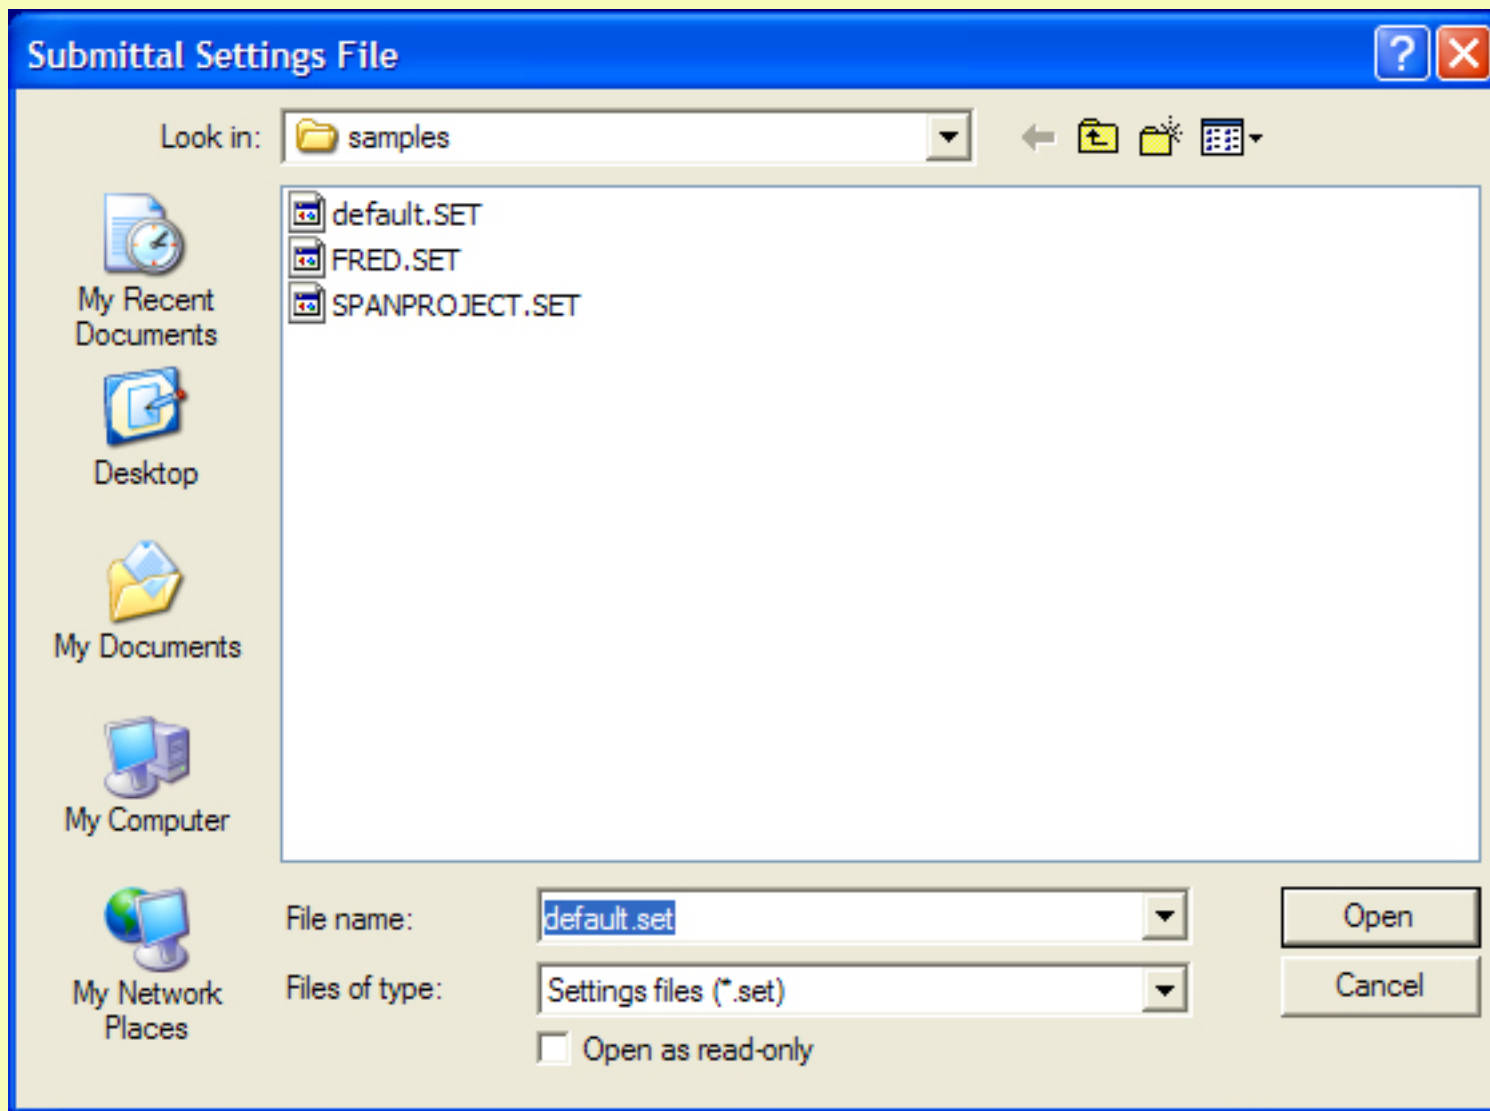 Submittal Settings File
Look in:
samples
default.SET
FRED.SET
SPANPROJECT.SET
My Recent
Documents
Desktop
My Documents
My Computer
My Network
Places
File name:
default.set
Open
Files of type:
Settings files (*.set)
Cancel
Open as read-only